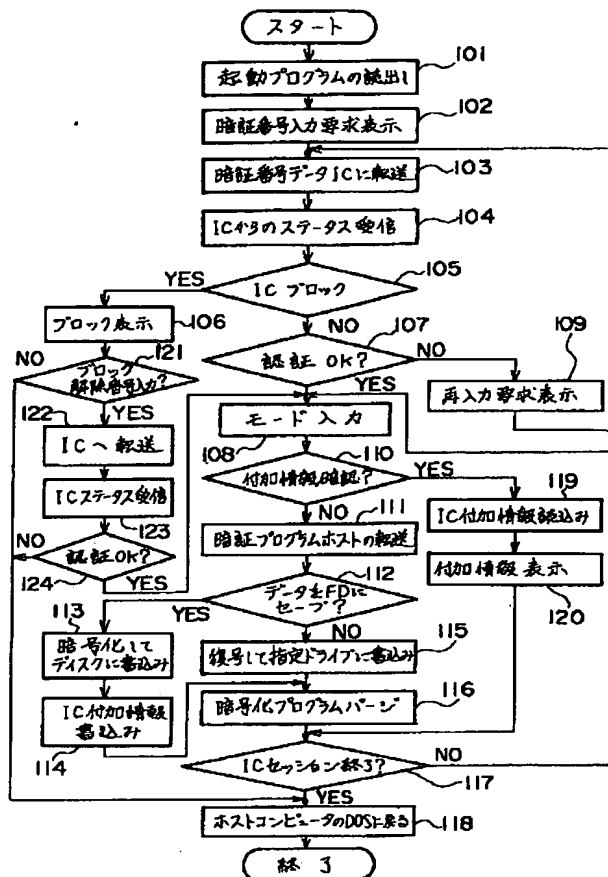 スタート
101
起動プログラムの読出し
102
暗証番号入力要求表示
103
暗証番号データICに転送
104
ICからのステータス受信
105
YES
ICブロック
NO
106
ブロック表示
107
認証OK?
NO
109
YES
再入力要求表示
NO
121
ブロック
解除番号入力?
YES
108
モード入力
122
ICへ転送
110
付加情報確認?
YES
119
IC付加情報読込み
NO
111
暗証プログラムホストの転送
ICステータス受信
123
NO
認証OK?
124
YES
120
付加情報表示
112
データをFDに
セーブ?
YES
NO
113
暗号化して
ディスクに書込み
115
復号して指定ドライブに書込み
114
IC付加情報
書込み
116
暗号化プログラムパージ
117
ICセッション終了?
NO
YES
118
ホストコンピュータのDOSに戻る
終了